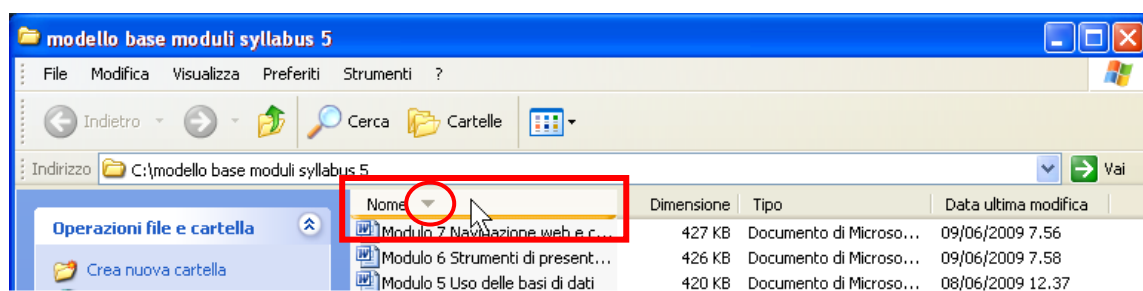 modello base moduli syllabus 5
File Modifica Visualizza Preferiti Strumenti ?
Indietro Cerca Cartelle
Indirizzo C:\modello base moduli syllabus 5 Vai
Nome Dimensione Tipo Data ultima modifica
Operazioni file e cartella
Modulo 7 Navigazione web e c... 427 KB Documento di Microso... 09/06/2009 7.56
Modulo 6 Strumenti di present... 426 KB Documento di Microso... 09/06/2009 7.58
Crea nuova cartella
Modulo 5 Uso delle basi di dati 420 KB Documento di Microso... 08/06/2009 12.37